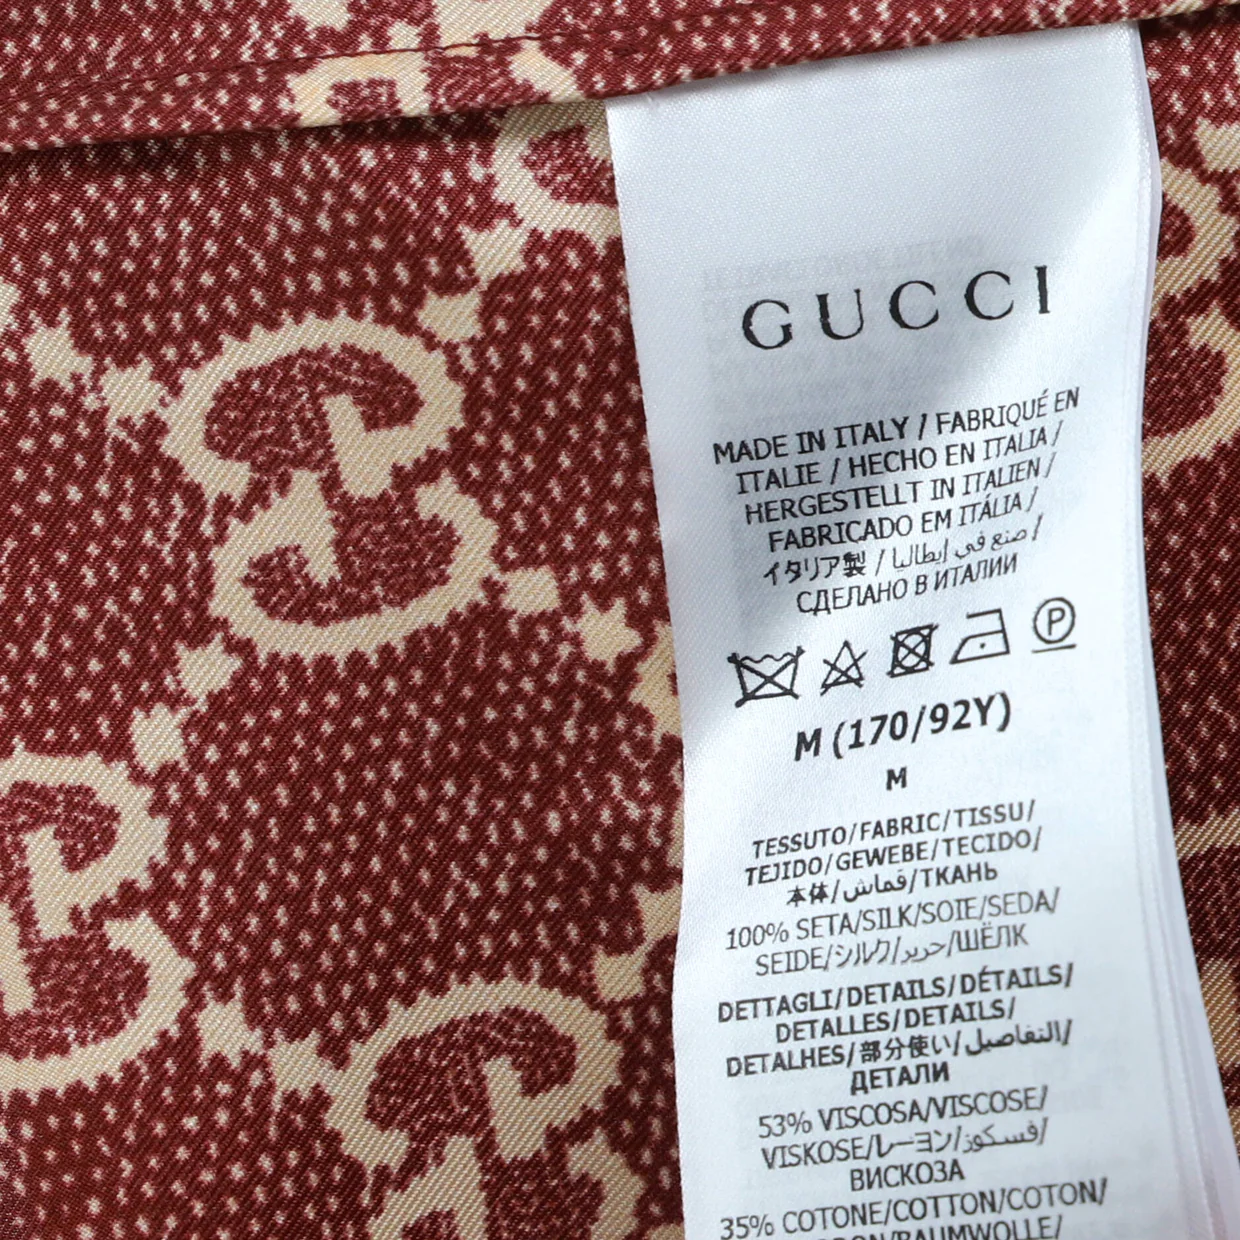 GUCCI
MADE IN ITALY / FABRIQUÉ EN
ITALIE / HECHO EN ITALIA /
HERGESTELLT IN ITALIEN /
FABRICADO EM ITÁLIA /
イタリア製 / صنع في إيطاليا /
СДЕЛАНО В ИТАЛИИ
P
M (170/92Y)
M
TESSUTO/FABRIC/TISSU/
TEJIDO/GEWEBE/TECIDO/
本体/قماش/ТКАНЬ
100% SETA/SILK/SOIE/SEDA/
SEIDE/シルク/حرير/ШЁЛК
DETTAGLI/DETAILS/DÉTAILS/
DETALLES/DETAILS/
DETALHES/部分使い/التفاصيل/
ДЕТАЛИ
53% VISCOSA/VISCOSE/
VISKOSE/レーヨン/فسكوز/
ВИСКОЗА
35% COTONE/COTTON/COTON/
BAUMWOLLE/